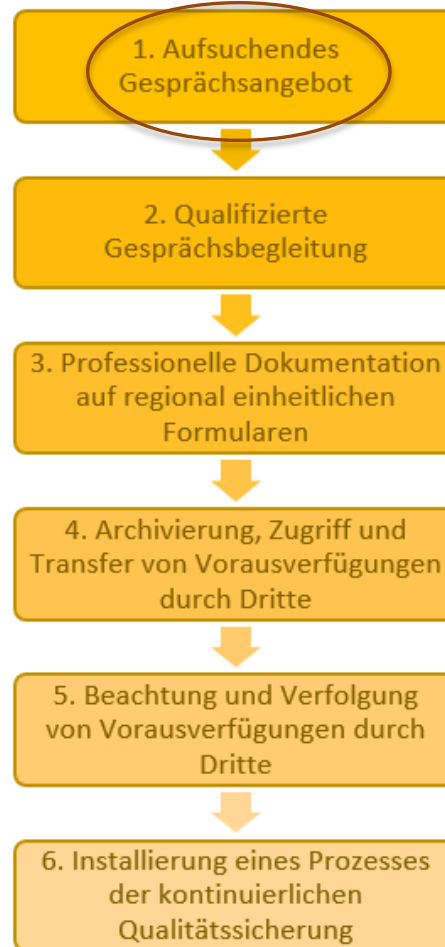 1. Aufsuchendes
Gesprächsangebot
2. Qualifizierte
Gesprächsbegleitung
3. Professionelle Dokumentation
auf regional einheitlichen
Formularen
4. Archivierung, Zugriff und
Transfer von Vorausverfügungen
durch Dritte
5. Beachtung und Verfolgung
von Vorausverfügungen durch
Dritte
6. Installierung eines Prozesses
der kontinuierlichen
Qualitätssicherung